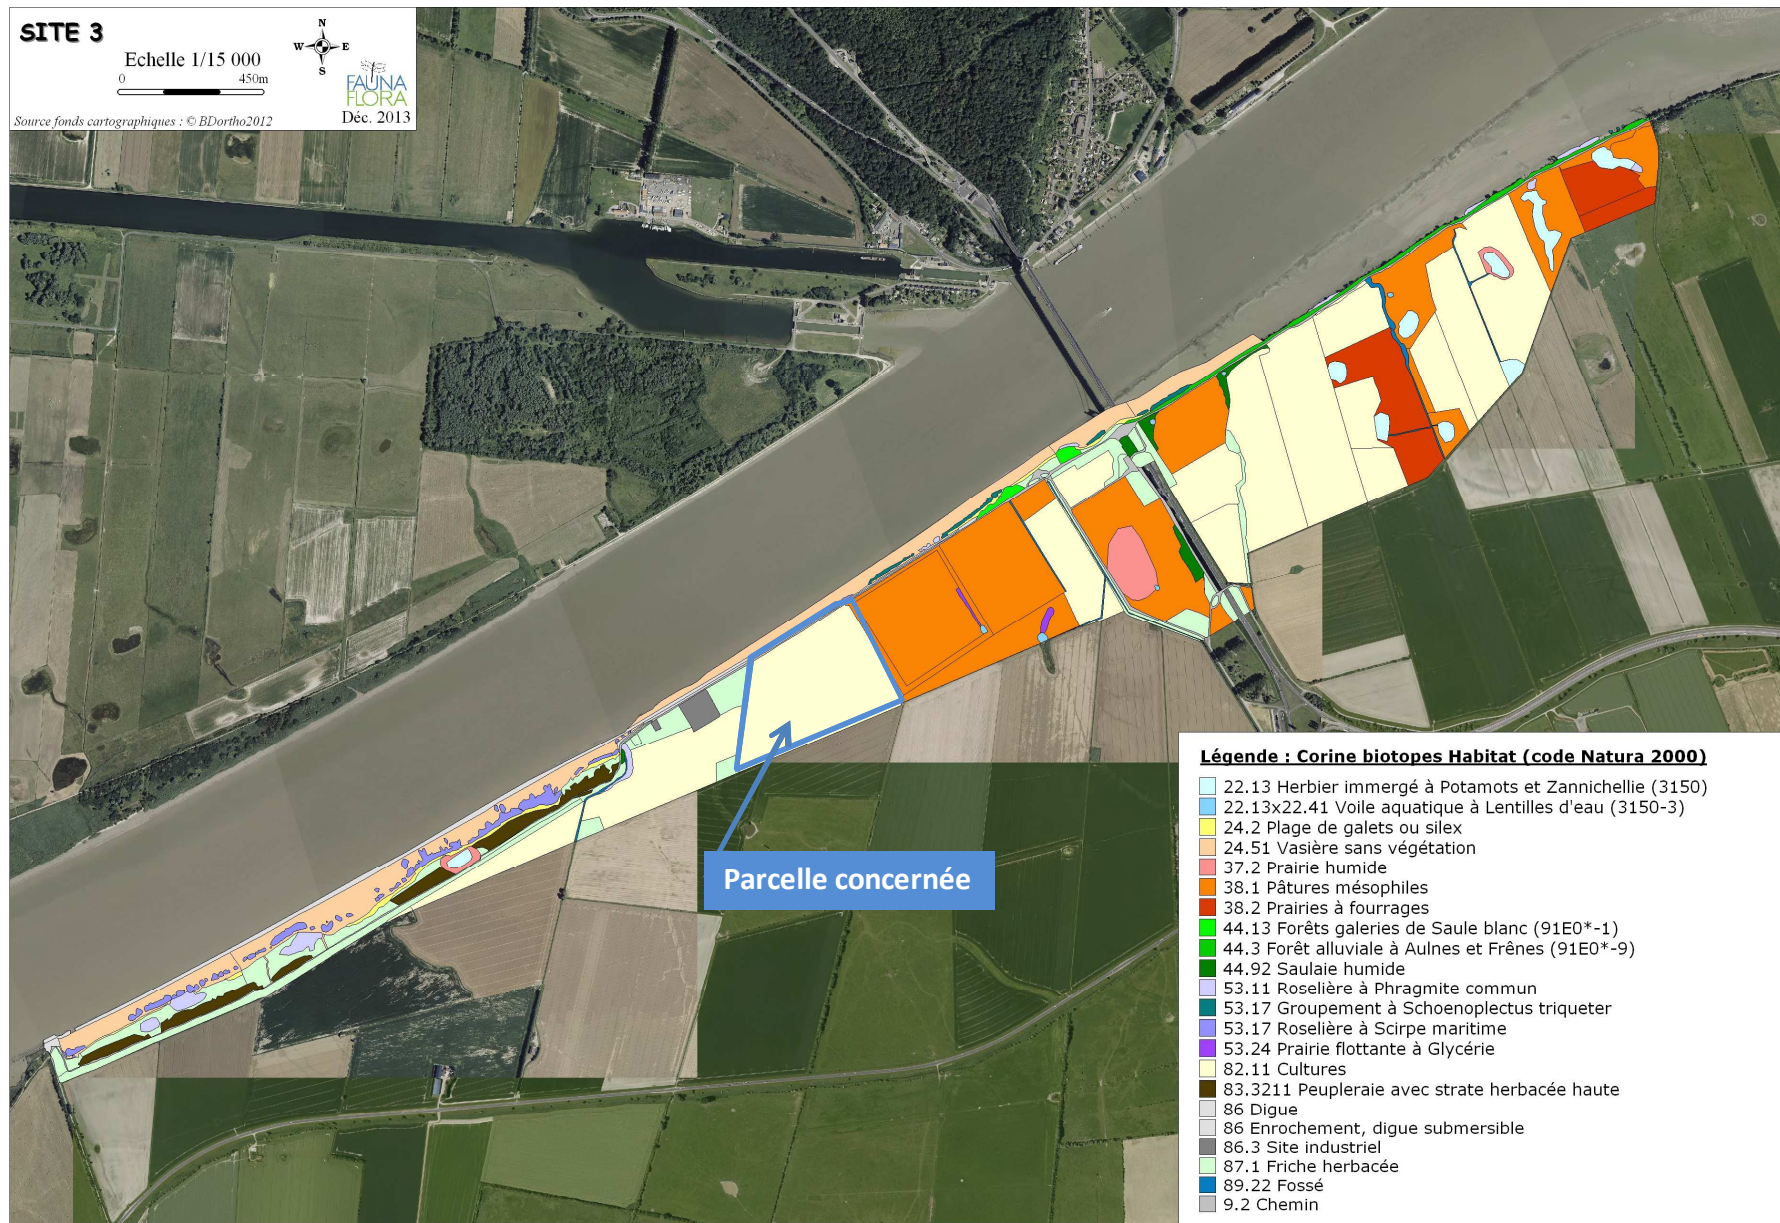 SITE 3
N
W E
S
Echelle 1/15 000
0 450m
FAUNA
FLORA
Source fonds cartographiques : © BDortho2012
Déc. 2013
Parcelle concernée
Légende : Corine biotopes Habitat (code Natura 2000)
22.13 Herbier immergé à Potamots et Zannichellie (3150)
22.13x22.41 Voile aquatique à Lentilles d'eau (3150-3)
24.2 Plage de galets ou silex
24.51 Vasière sans végétation
37.2 Prairie humide
38.1 Pâtures mésophiles
38.2 Prairies à fourrages
44.13 Forêts galeries de Saule blanc (91E0*-1)
44.3 Forêt alluviale à Aulnes et Frênes (91E0*-9)
44.92 Saulaie humide
53.11 Roselière à Phragmite commun
53.17 Groupement à Schoenoplectus triqueter
53.17 Roselière à Scirpe maritime
53.24 Prairie flottante à Glycérie
82.11 Cultures
83.3211 Peupleraie avec strate herbacée haute
86 Digue
86 Enrochement, digue submersible
86.3 Site industriel
87.1 Friche herbacée
89.22 Fossé
9.2 Chemin